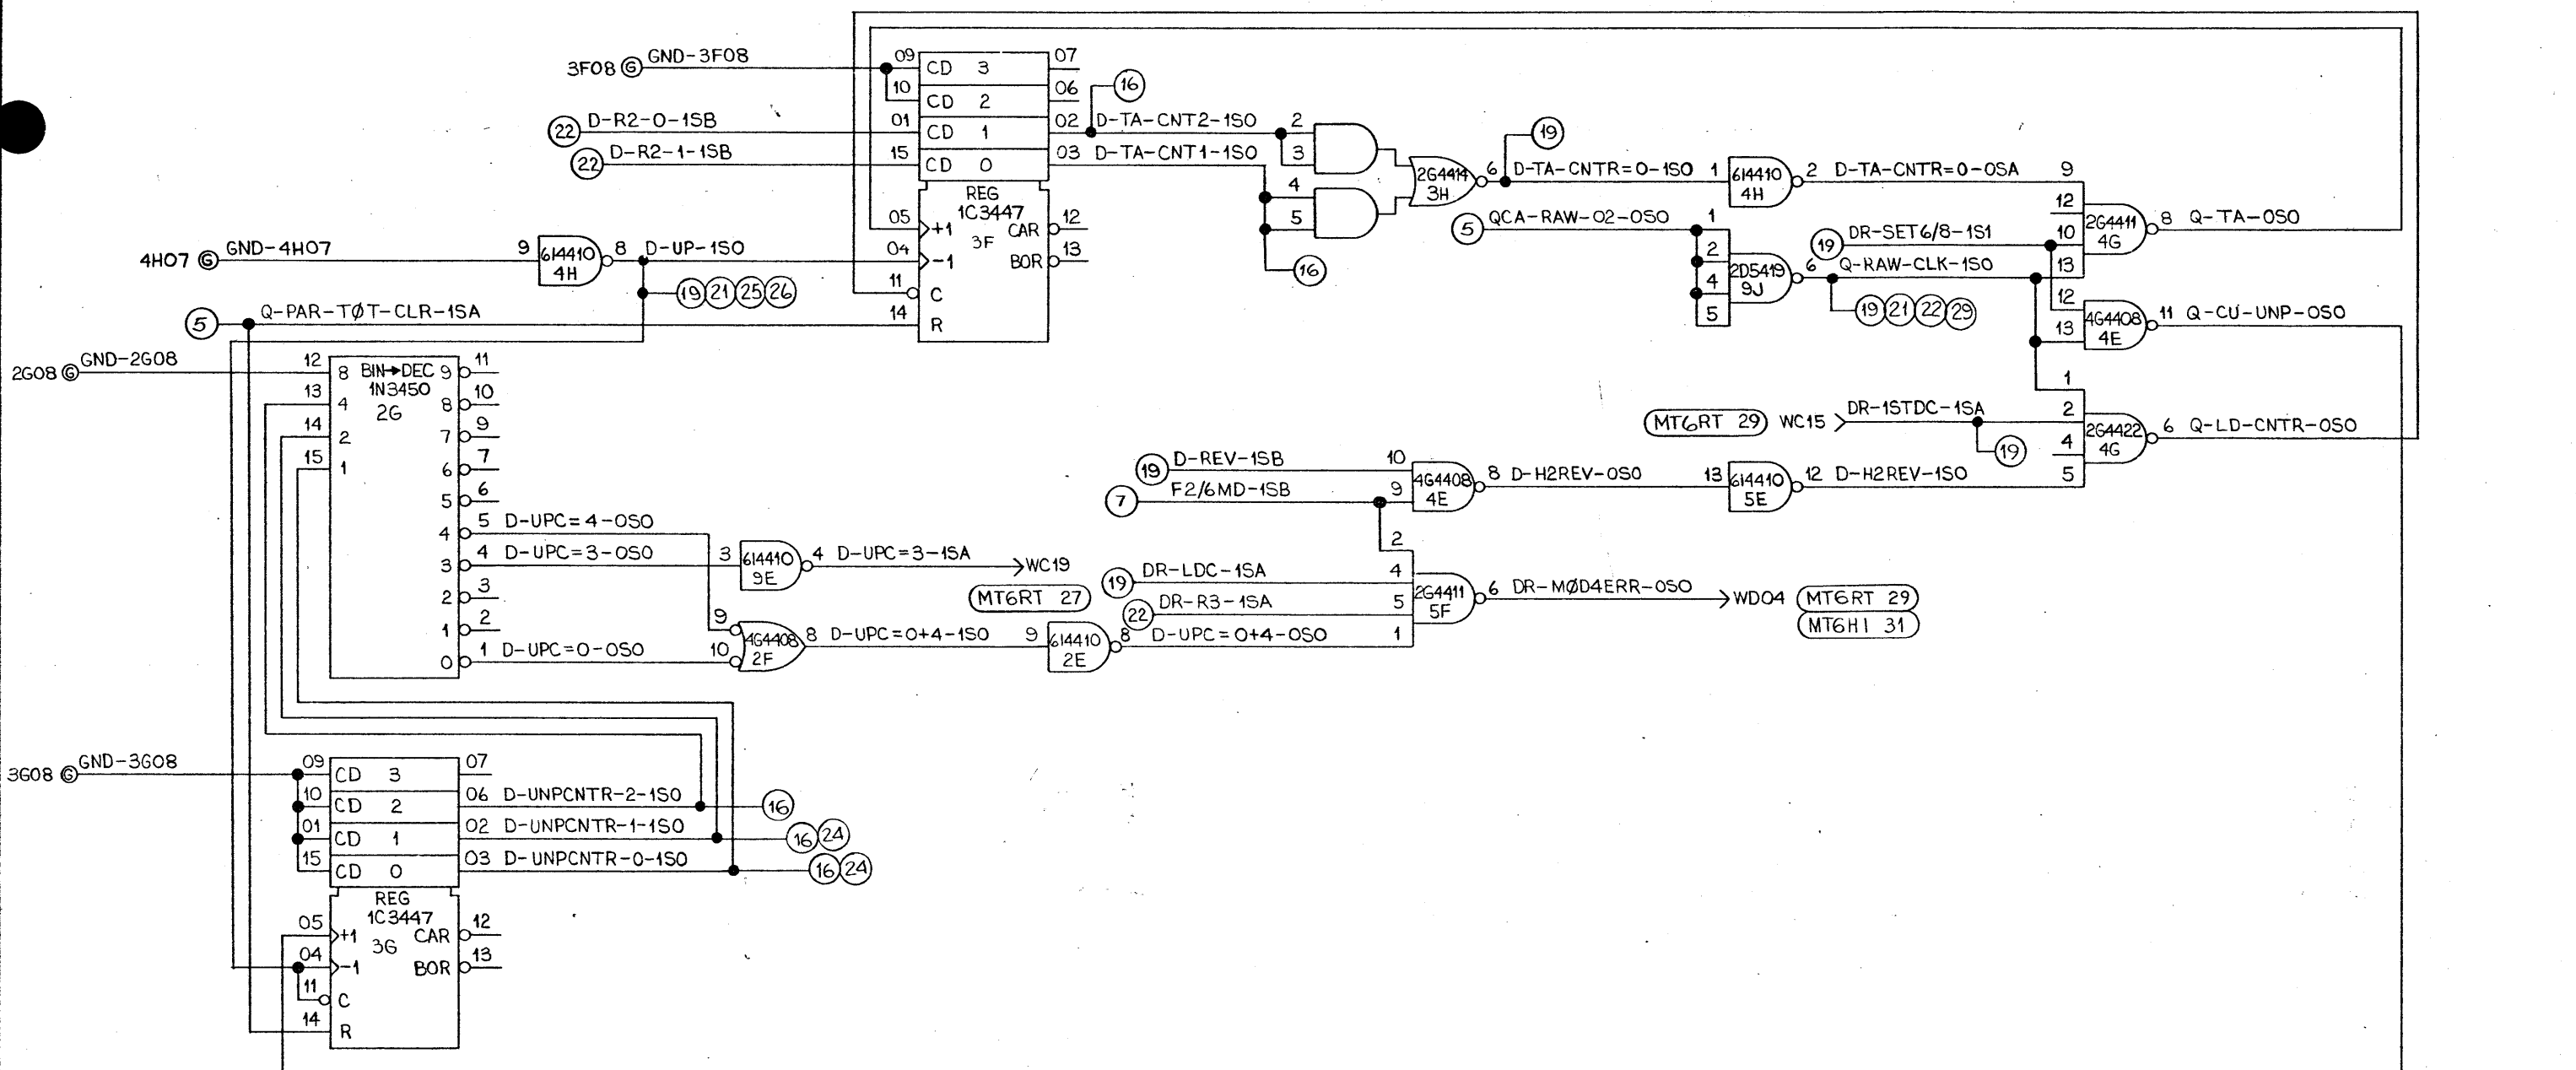 3F08 G GND-3F08
09 CD 3 07
10 CD 2 06
16
22 D-R2-0-1SB 01 CD 1 02 D-TA-CNT2-1SO
22 D-R2-1-1SB 15 CD 0 03 D-TA-CNT1-1SO
REG
1C3447
3F
05 +1 CAR 12
04 -1 BOR 13
11 C
14 R
16
2
3
4
5
2G4414
3H
6 D-TA-CNTR=0-1SO 1
19
6I4410
4H
2 D-TA-CNTR=0-0SA 9
12
10
13
2G4411
4G
8 Q-TA-0SO
5 QCA-RAW-02-0SO 1
2
4
5
2D5419
9J
6 Q-RAW-CLK-1SO
19 DR-SET6/8-1S1
19 21 22 29
12
13
4G4408
4E
11 Q-CU-UNP-0SO
4H07 G GND-4H07 9
6I4410
4H
8 D-UP-1SO
19 21 25 26
5 Q-PAR-TØT-CLR-1SA
2G08 G GND-2G08
BIN→DEC
1N3450
2G
12 8
13 4
14 2
15 1
9 11
8 10
7 9
6 7
5 6
4 5 D-UPC=4-0SO
3 4 D-UPC=3-0SO
2 3
1 2
0 1 D-UPC=0-0SO
3
6I4410
9E
4 D-UPC=3-1SA WC19
MT6RT 27
9
10
4G4408
2F
8 D-UPC=0+4-1SO 9
6I4410
2E
8 D-UPC=0+4-0SO
MT6RT 29 WC15 DR-1STDC-1SA
19
1
2
4
5
2G4422
4G
6 Q-LD-CNTR-0SO
19 D-REV-1SB 10
7 F2/6MD-1SB 9
4G4408
4E
8 D-H2REV-0SO 13
6I4410
5E
12 D-H2REV-1SO
2
19 DR-LDC-1SA 4
22 DR-R3-1SA 5
1
2G4411
5F
6 DR-MØD4ERR-0SO WD04
MT6RT 29
MT6HI 31
3G08 G GND-3G08
09 CD 3 07
10 CD 2 06 D-UNPCNTR-2-1SO 16
01 CD 1 02 D-UNPCNTR-1-1SO 16 24
15 CD 0 03 D-UNPCNTR-0-1SO 16 24
REG
1C3447
3G
05 +1 CAR 12
04 -1 BOR 13
11 C
14 R